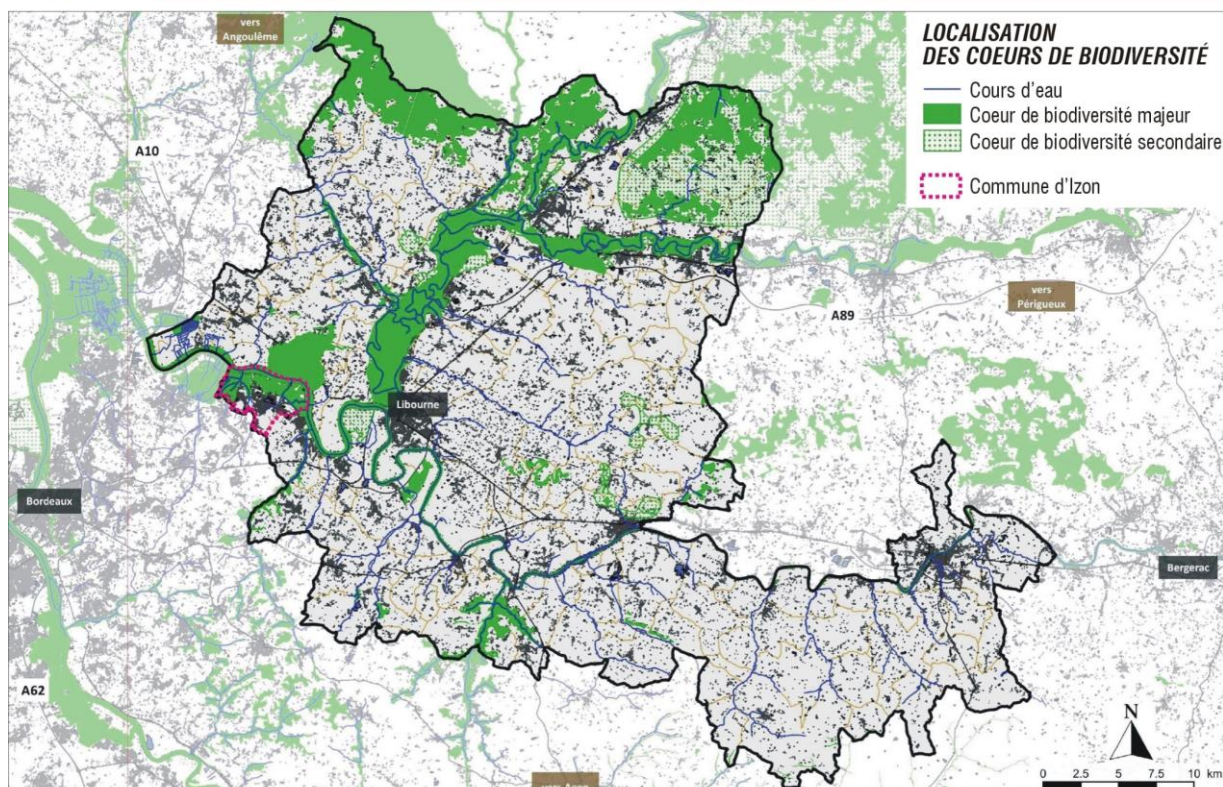 vers
Angoulême
LOCALISATION
DES COEURS DE BIODIVERSITÉ
Cours d'eau
Coeur de biodiversité majeur
Coeur de biodiversité secondaire
Commune d'Izon
A10
vers
Périgueux
A89
Libourne
Bordeaux
Bergerac
A62
N
0 2.5 5 7.5 10 km